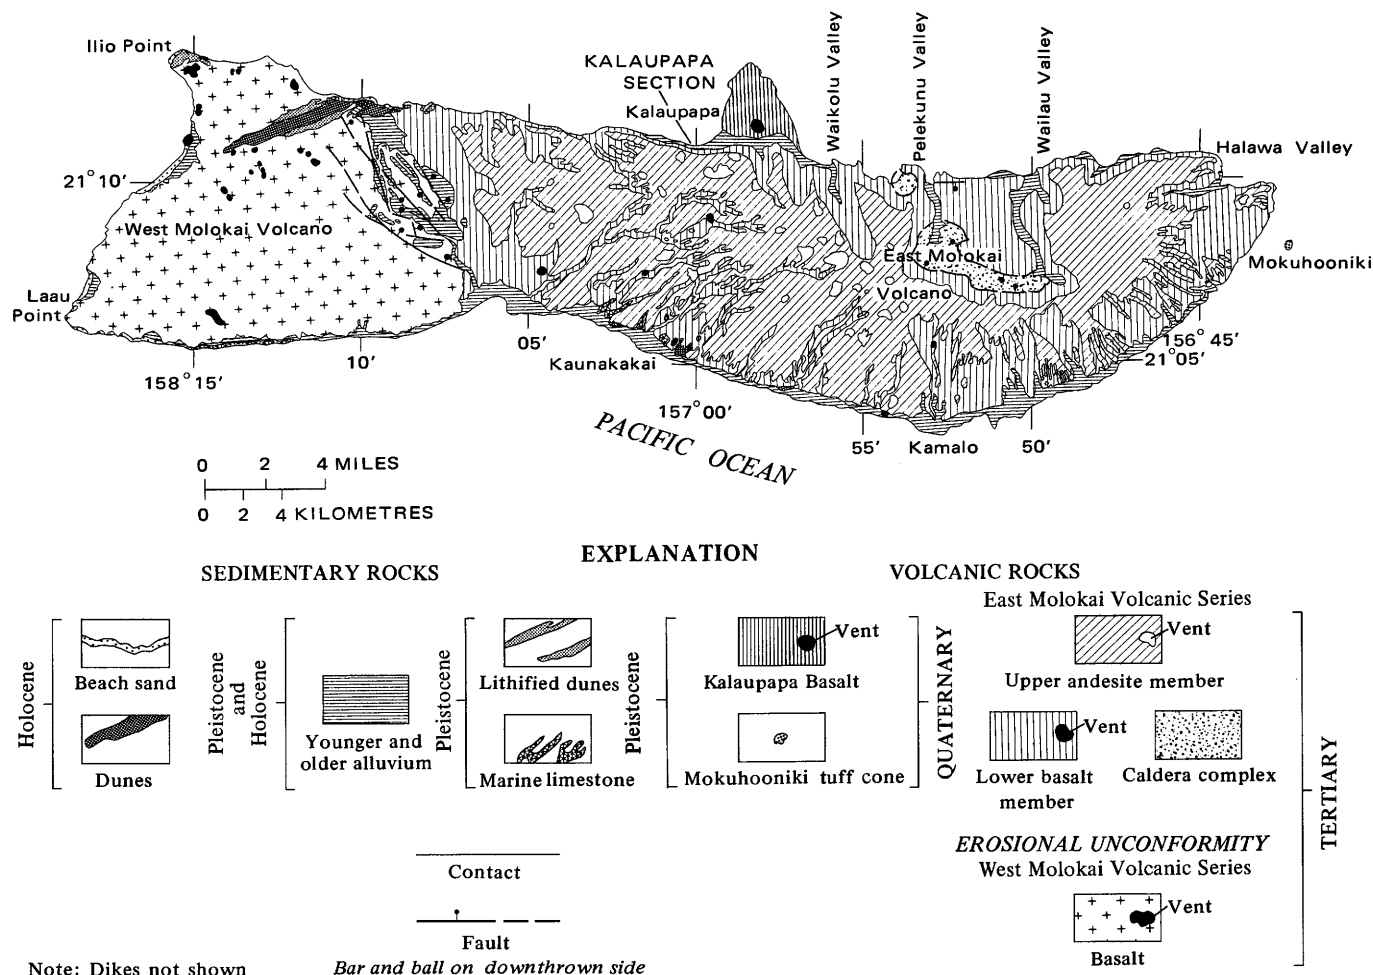 Ilio Point
KALAUPAPA
SECTION
Kalaupapa
Waikolu Valley
Pelekunu Valley
Wailau Valley
Halawa Valley
21°10'
West Molokai Volcano
East Molokai
Volcano
Mokuhooniki
Laau
Point
158°15'
10'
05'
Kaunakakai
157°00'
55'
Kamalo
50'
156°45'
21°05'
PACIFIC OCEAN
0 2 4 MILES
0 2 4 KILOMETRES
EXPLANATION
SEDIMENTARY ROCKS
Holocene
Beach sand
Dunes
Pleistocene
and
Holocene
Younger and
older alluvium
Pleistocene
Lithified dunes
Marine limestone
VOLCANIC ROCKS
Pleistocene
Vent
Kalaupapa Basalt
Mokuhooniki tuff cone
QUATERNARY
East Molokai Volcanic Series
Vent
Upper andesite member
Vent
Lower basalt
member
Caldera complex
EROSIONAL UNCONFORMITY
West Molokai Volcanic Series
Vent
Basalt
TERTIARY
Contact
Fault
Bar and ball on downthrown side
Note: Dikes not shown